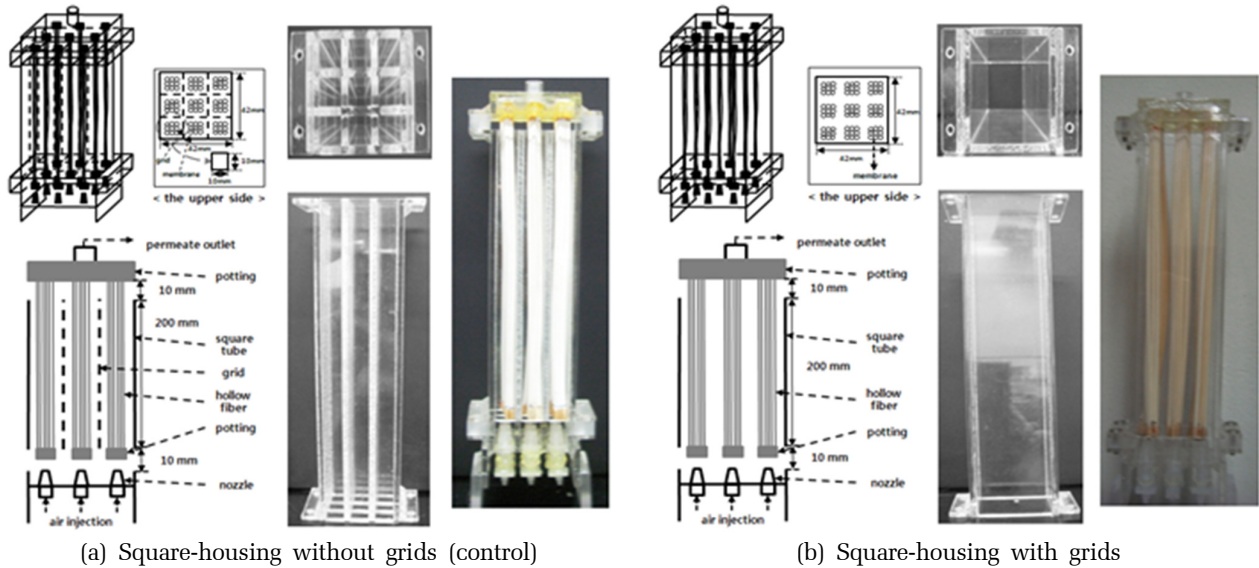 42mm
42mm
grid
10mm
10mm
membrane
< the upper side >
permeate outlet
potting
10 mm
200 mm
square
tube
grid
hollow
fiber
potting
10 mm
nozzle
air injection
(a) Square-housing without grids (control)
42mm
42mm
membrane
< the upper side >
permeate outlet
potting
10 mm
square
tube
200 mm
hollow
fiber
potting
10 mm
nozzle
air injection
(b) Square-housing with grids